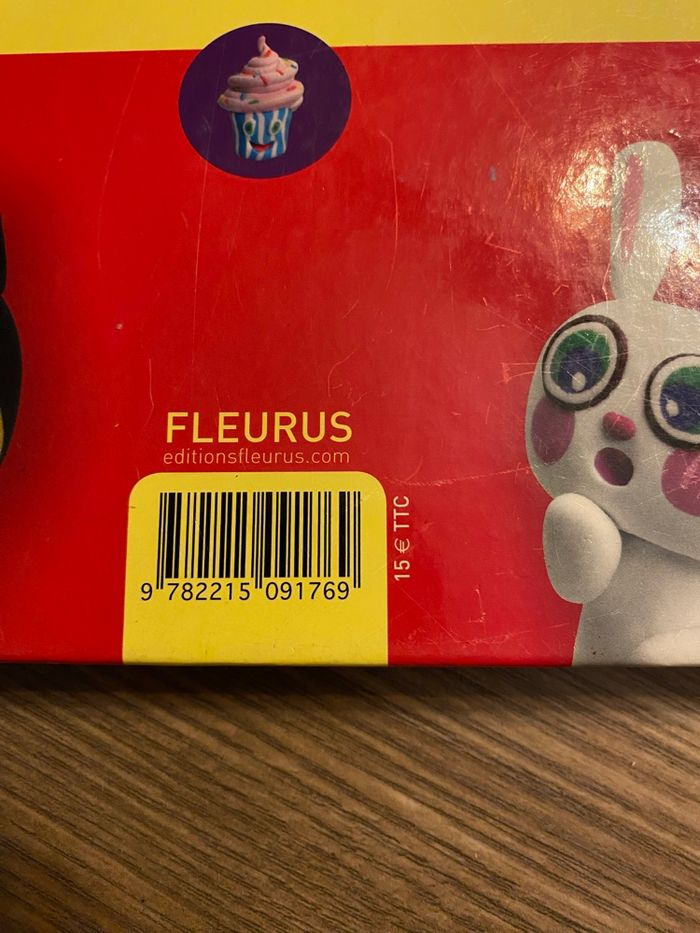 FLEURUS
editionsfleurus.com
15 € TTC
9 782215 091769